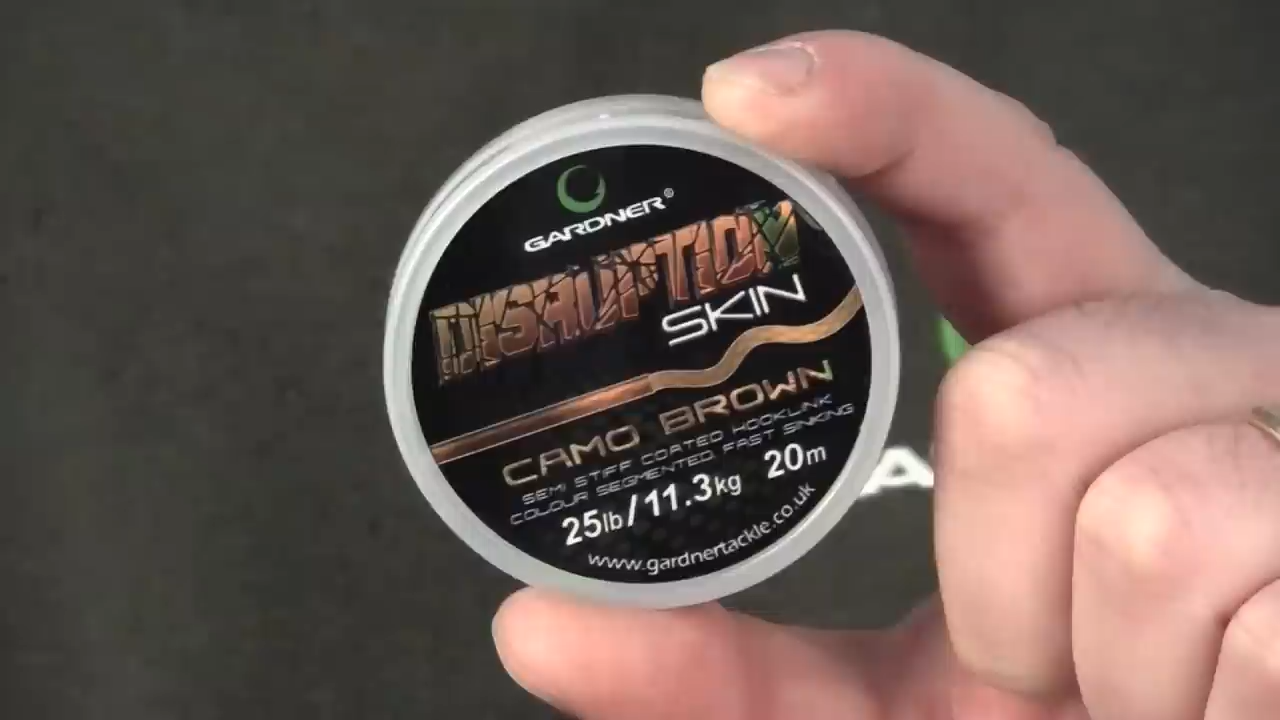 GARDNER®
DISRUPTION
SKIN
CAMO BROWN
SEMI STIFF COATED HOOKLINK
COLOUR SEGMENTED, FAST SINKING
25lb/11.3kg 20m
www.gardnertackle.co.uk
A